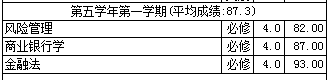 第五学年第一学期(平均成绩:87.3)
风险管理 必修 4.0 82.00
商业银行学 必修 4.0 87.00
金融法 必修 4.0 93.00